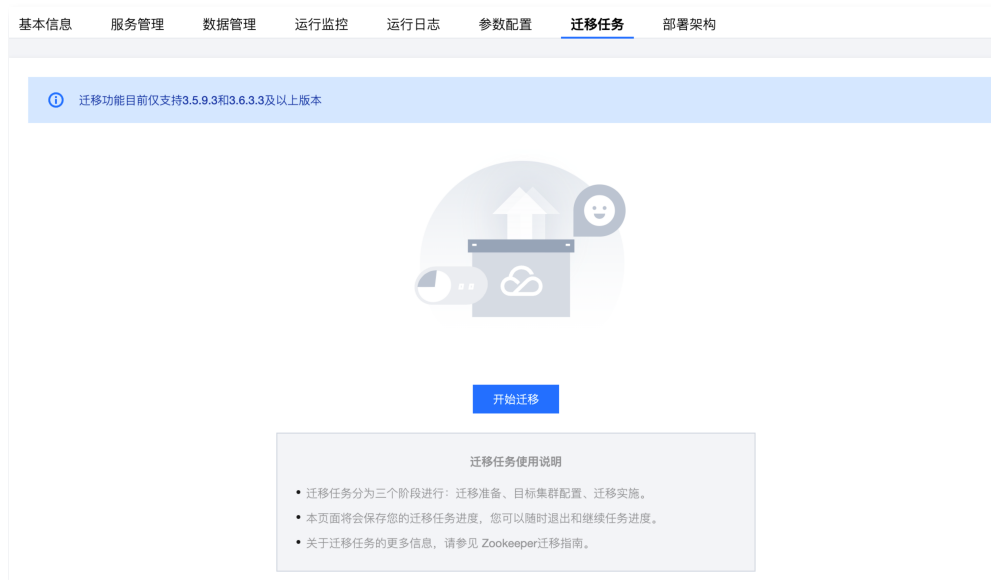 基本信息 服务管理 数据管理 运行监控 运行日志 参数配置 迁移任务 部署架构
迁移功能目前仅支持3.5.9.3和3.6.3.3及以上版本
开始迁移
迁移任务使用说明
• 迁移任务分为三个阶段进行：迁移准备、目标集群配置、迁移实施。
• 本页面将会保存您的迁移任务进度，您可以随时退出和继续任务进度。
• 关于迁移任务的更多信息，请参见 Zookeeper迁移指南。